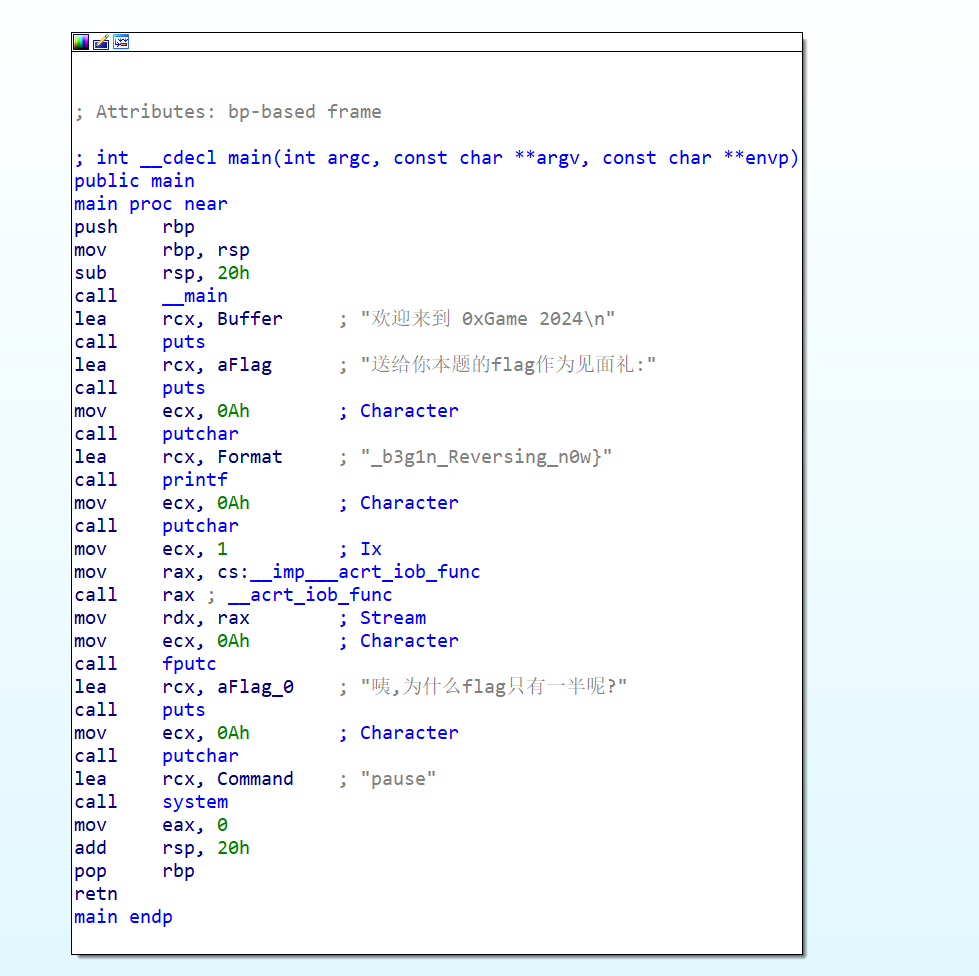 ; Attributes: bp-based frame
; int __cdecl main(int argc, const char **argv, const char **envp)
public main
main proc near
push    rbp
mov     rbp, rsp
sub     rsp, 20h
call    __main
lea     rcx, Buffer     ; "欢迎来到 0xGame 2024\n"
call    puts
lea     rcx, aFlag      ; "送给你本题的flag作为见面礼:"
call    puts
mov     ecx, 0Ah        ; Character
call    putchar
lea     rcx, Format     ; "_b3g1n_Reversing_n0w}"
call    printf
mov     ecx, 0Ah        ; Character
call    putchar
mov     ecx, 1          ; Ix
mov     rax, cs:__imp___acrt_iob_func
call    rax ; __acrt_iob_func
mov     rdx, rax        ; Stream
mov     ecx, 0Ah        ; Character
call    fputc
lea     rcx, aFlag_0    ; "咦,为什么flag只有一半呢?"
call    puts
mov     ecx, 0Ah        ; Character
call    putchar
lea     rcx, Command    ; "pause"
call    system
mov     eax, 0
add     rsp, 20h
pop     rbp
retn
main endp